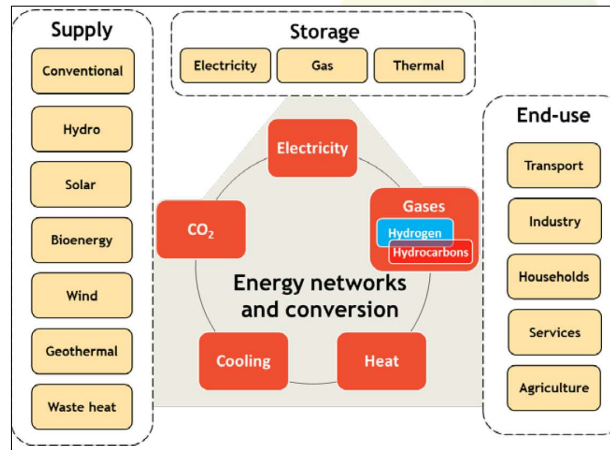 Supply
Conventional
Hydro
Solar
Bioenergy
Wind
Geothermal
Waste heat
Storage
Electricity
Gas
Thermal
Electricity
Gases
Hydrogen
Hydrocarbons
CO₂
Energy networks
and conversion
Cooling
Heat
End-use
Transport
Industry
Households
Services
Agriculture